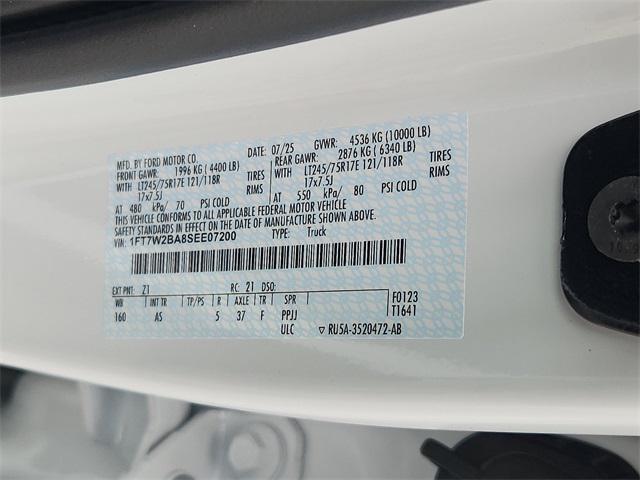 MFD. BY FORD MOTOR CO.
DATE: 07/25 GVWR: 4536 KG (10000 LB)
FRONT GAWR: 1996 KG (4400 LB)
REAR GAWR: 2876 KG (6340 LB)
WITH LT245/75R17E 121/118R TIRES
WITH LT245/75R17E 121/118R TIRES
17x7.5J RIMS
17x7.5J RIMS
AT 480 kPa/ 70 PSI COLD
AT 550 kPa/ 80 PSI COLD
THIS VEHICLE CONFORMS TO ALL APPLICABLE FEDERAL MOTOR VEHICLE
SAFETY STANDARDS IN EFFECT ON THE DATE OF MANUFACTURE SHOWN ABOVE.
VIN: 1FT7W2BA8SEE07200 TYPE: Truck
EXT PNT: Z1 RC: 21 DSO:
WB INT TR TP/PS R AXLE TR SPR
160 AS 5 37 F PPJJ
ULC
F0123
T1641
▽ RU5A-3520472-AB